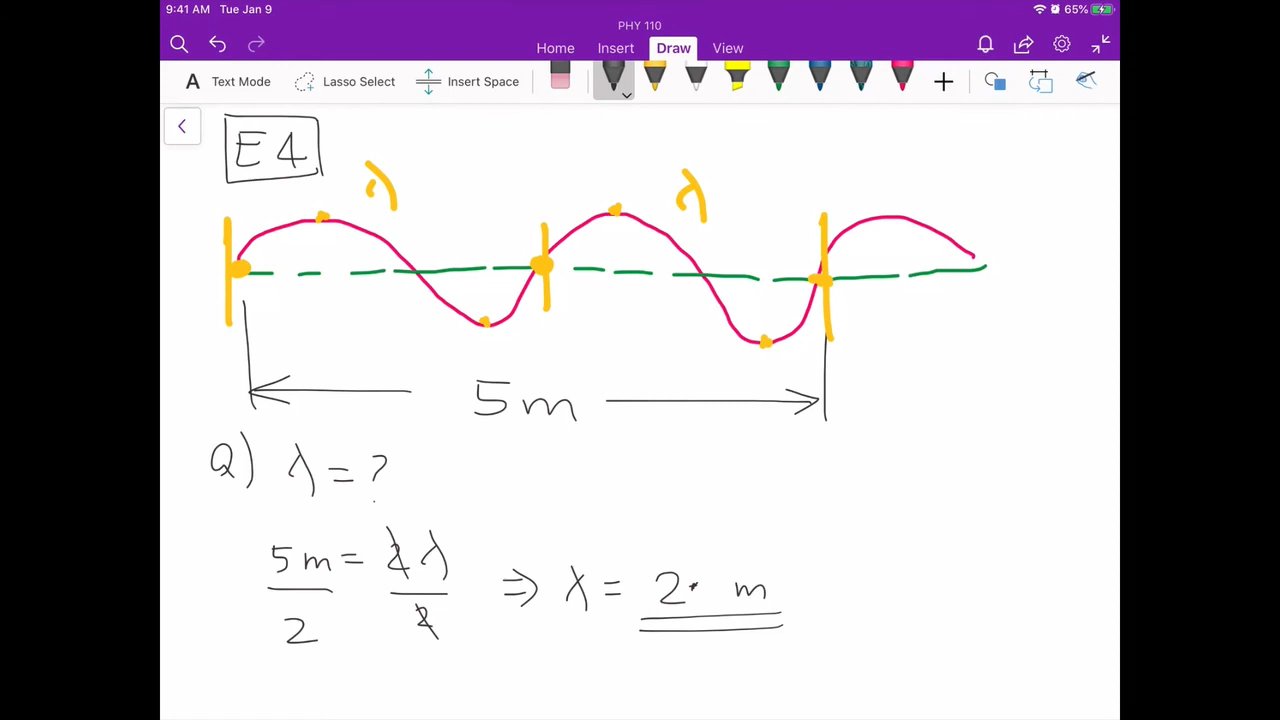 9:41 AM Tue Jan 9 65%
PHY 110
Home Insert Draw View
A Text Mode Lasso Select Insert Space
E4
λ λ
5m
Q) λ = ?
5m/2 = 2λ/2 ⇒ λ = 2. m